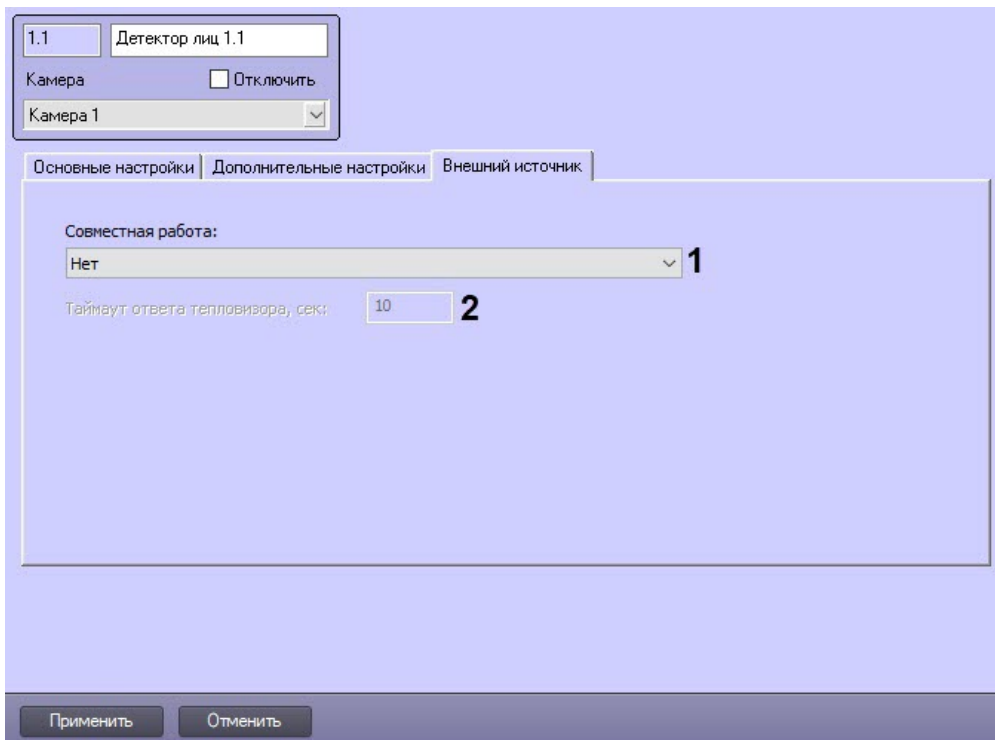 1.1 Детектор лиц 1.1
Камера Отключить
Камера 1
Основные настройки Дополнительные настройки Внешний источник
Совместная работа:
Нет 1
Таймаут ответа тепловизора, сек: 10 2
Применить Отменить